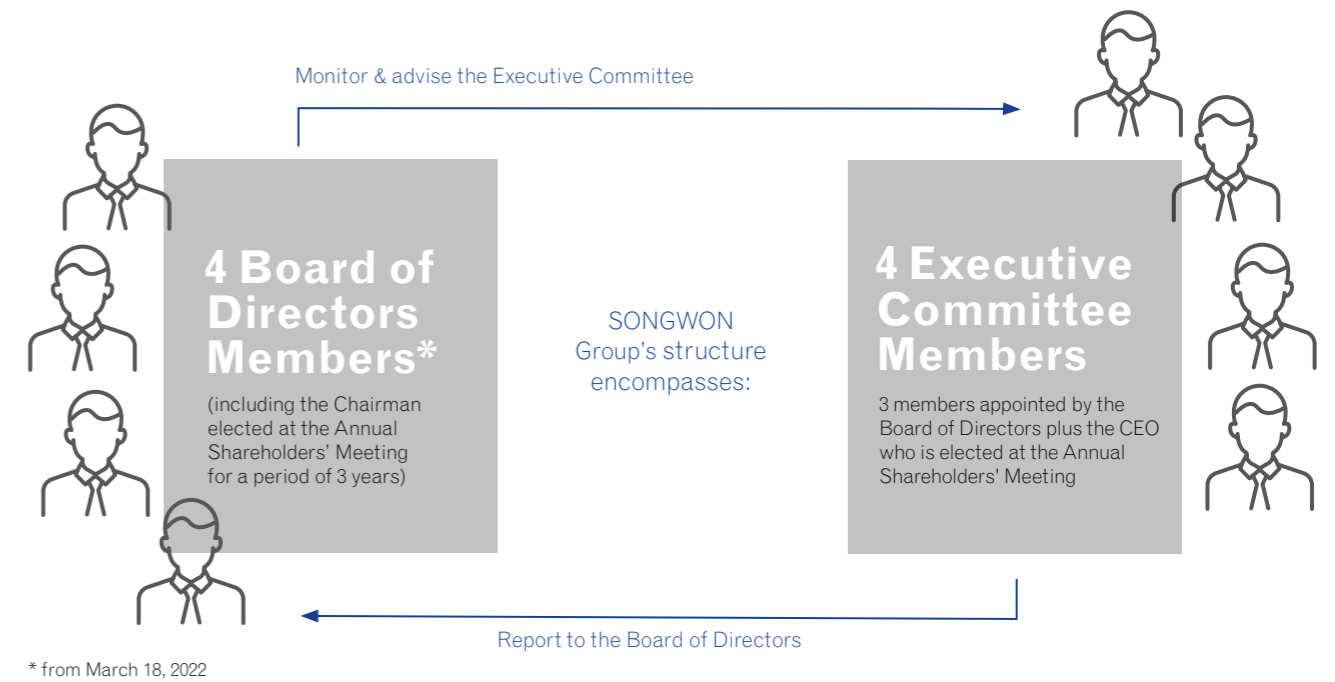 Monitor & advise the Executive Committee
4 Board of
Directors
Members*
(including the Chairman
elected at the Annual
Shareholders’ Meeting
for a period of 3 years)
SONGWON
Group’s structure
encompasses:
4 Executive
Committee
Members
3 members appointed by the
Board of Directors plus the CEO
who is elected at the Annual
Shareholders' Meeting
Report to the Board of Directors
* from March 18, 2022